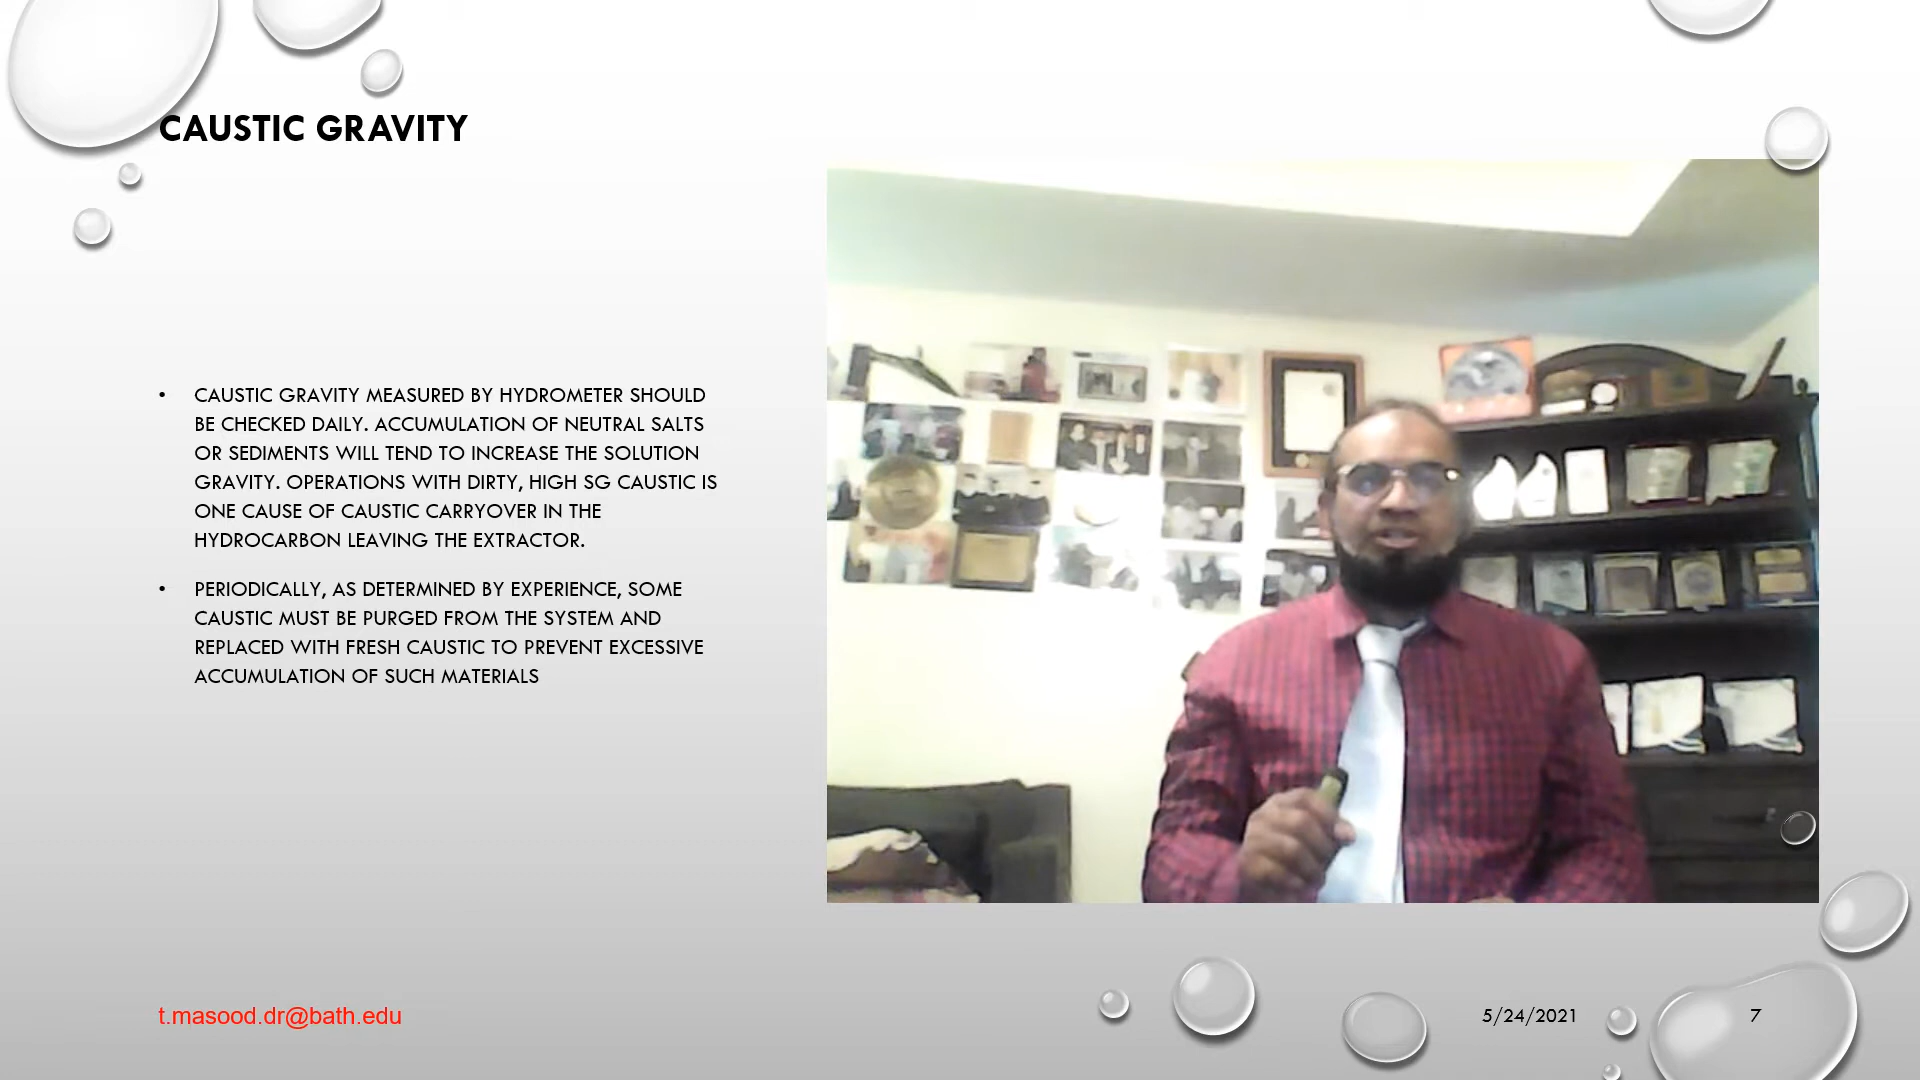 CAUSTIC GRAVITY
• CAUSTIC GRAVITY MEASURED BY HYDROMETER SHOULD
BE CHECKED DAILY. ACCUMULATION OF NEUTRAL SALTS
OR SEDIMENTS WILL TEND TO INCREASE THE SOLUTION
GRAVITY. OPERATIONS WITH DIRTY, HIGH SG CAUSTIC IS
ONE CAUSE OF CAUSTIC CARRYOVER IN THE
HYDROCARBON LEAVING THE EXTRACTOR.
• PERIODICALLY, AS DETERMINED BY EXPERIENCE, SOME
CAUSTIC MUST BE PURGED FROM THE SYSTEM AND
REPLACED WITH FRESH CAUSTIC TO PREVENT EXCESSIVE
ACCUMULATION OF SUCH MATERIALS
t.masood.dr@bath.edu
5/24/2021
7